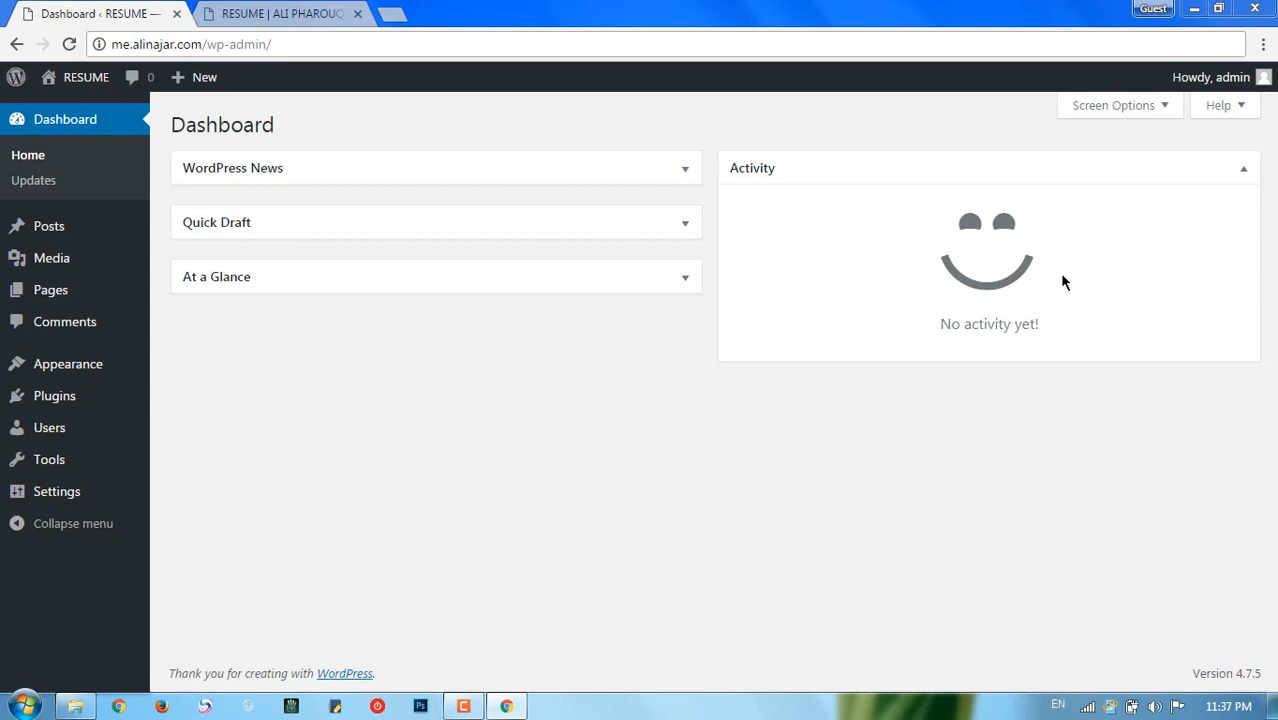 Dashboard ‹ RESUME —
RESUME | ALI PHAROUQ
Guest
me.alinajar.com/wp-admin/
RESUME
0
New
Howdy, admin
Dashboard
Home
Updates
Posts
Media
Pages
Comments
Appearance
Plugins
Users
Tools
Settings
Collapse menu
Screen Options
Help
Dashboard
WordPress News
Quick Draft
At a Glance
Activity
No activity yet!
Thank you for creating with WordPress.
Version 4.7.5
Ps
EN
11:37 PM